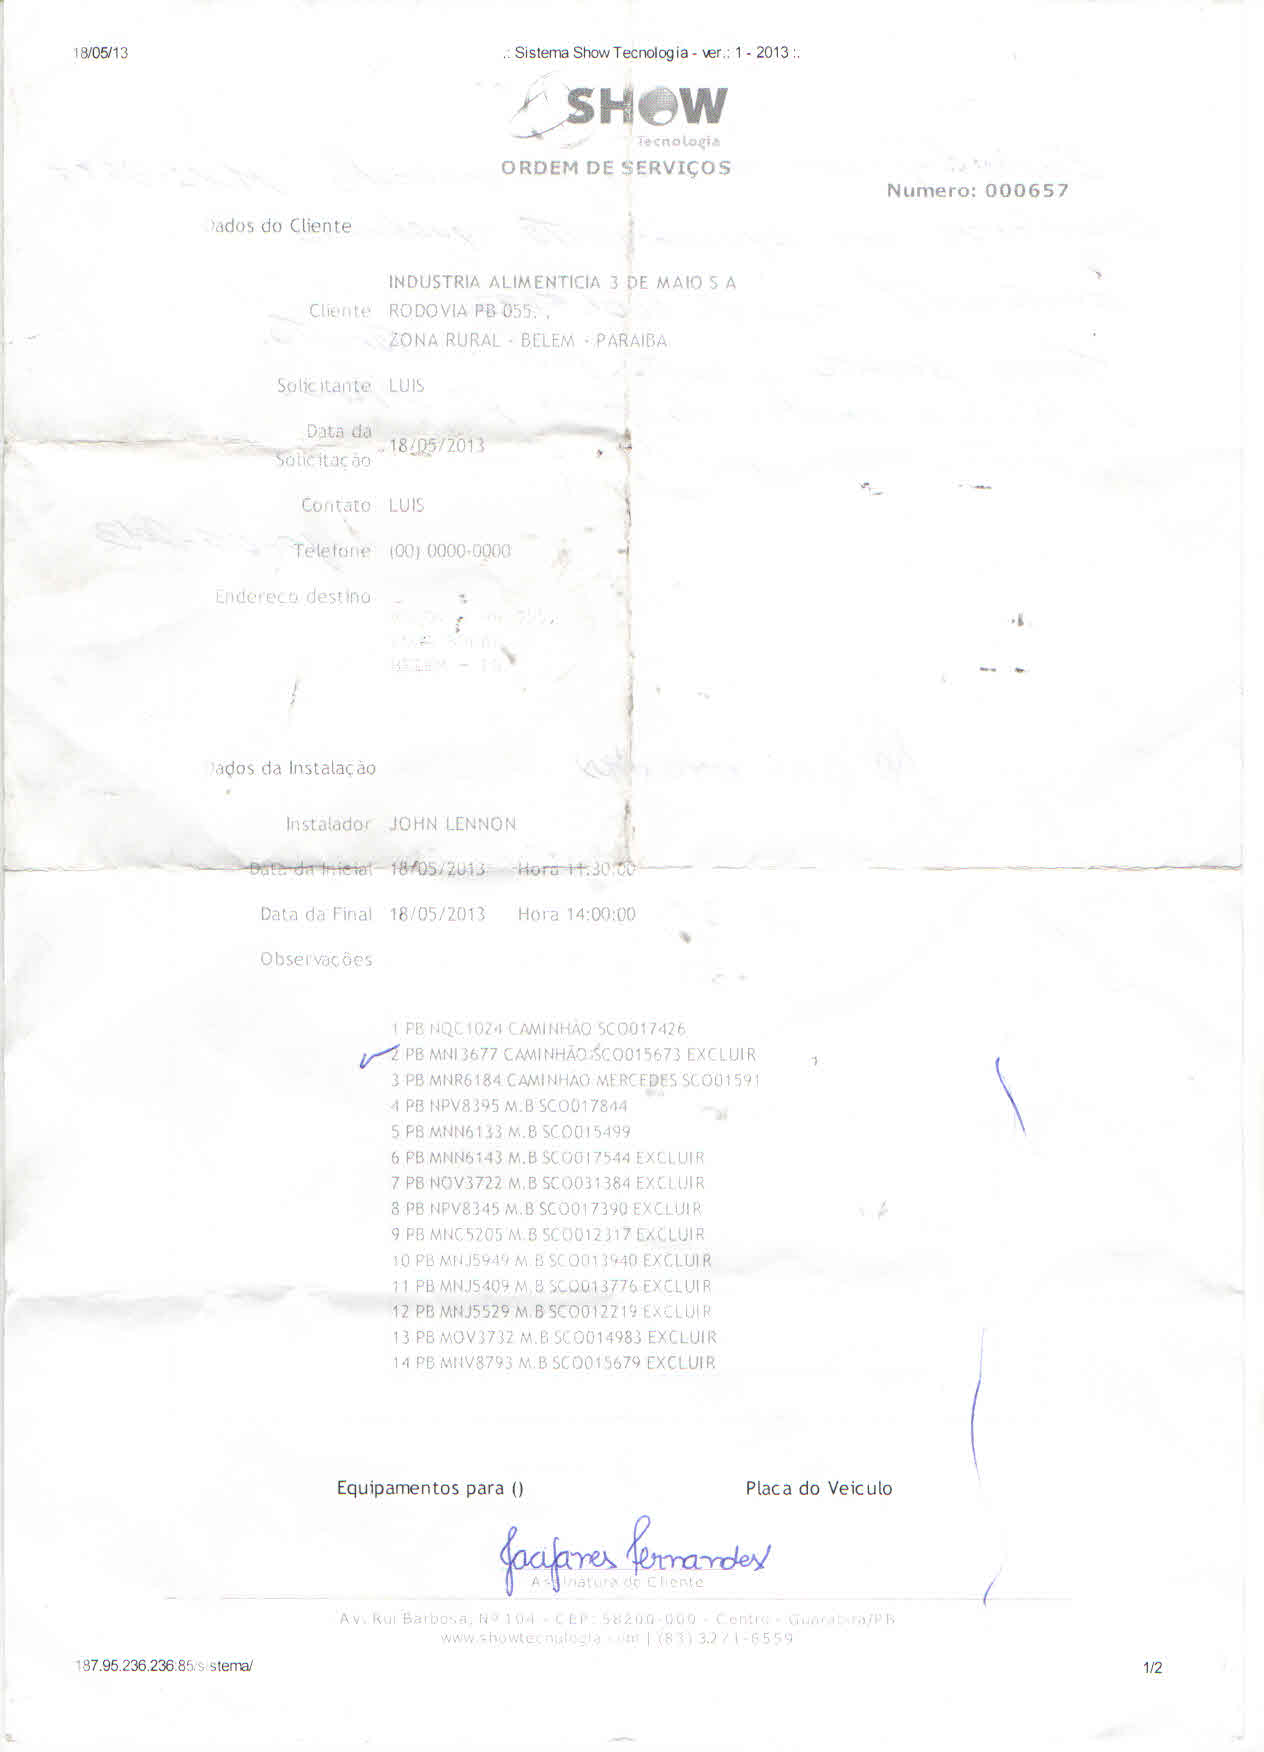 18/05/13 .: Sistema Show Tecnologia - ver.: 1 - 2013 :.
SHOW
Tecnologia
ORDEM DE SERVIÇOS
Numero: 000657
Dados do Cliente
INDUSTRIA ALIMENTICIA 3 DE MAIO S A
Cliente RODOVIA PB 055, ,
ZONA RURAL - BELEM - PARAIBA
Solicitante LUIS
Data da
18/05/2013
Solicitação
Contato LUIS
Telefone (00) 0000-0000
Endereço destino
BELEM -
Dados da Instalação
Instalador JOHN LENNON
Data da Inicial 18/05/2013 Hora 11:30:00
Data da Final 18/05/2013 Hora 14:00:00
Observações
1 PB NQC1024 CAMINHÃO SCO017426
2 PB MNI3677 CAMINHÃO SCO015673 EXCLUIR
3 PB MNR6184 CAMINHAO MERCEDES SCO01591
4 PB NPV8395 M.B SCO017844
5 PB MNN6133 M.B SCO015499
6 PB MNN6143 M.B SCO017544 EXCLUIR
7 PB NOV3722 M.B SCO031384 EXCLUIR
8 PB NPV8345 M.B SCO017390 EXCLUIR
9 PB MNC5205 M.B SCO012317 EXCLUIR
10 PB MNJ5949 M.B SCO013940 EXCLUIR
11 PB MNJ5409 M.B SCO013776 EXCLUIR
12 PB MNJ5529 M.B SCO012219 EXCLUIR
13 PB MOV3732 M.B SCO014983 EXCLUIR
14 PB MNV8793 M.B SCO015679 EXCLUIR
Equipamentos para () Placa do Veiculo
Fernandes
Assinatura do Cliente
Av. Rui Barbosa, Nº 104 - CEP: 58200-000 - Centro - Guarabira/PB
www.showtecnologia.com | (83) 3271-6559
187.95.236.236:85/sistema/ 1/2